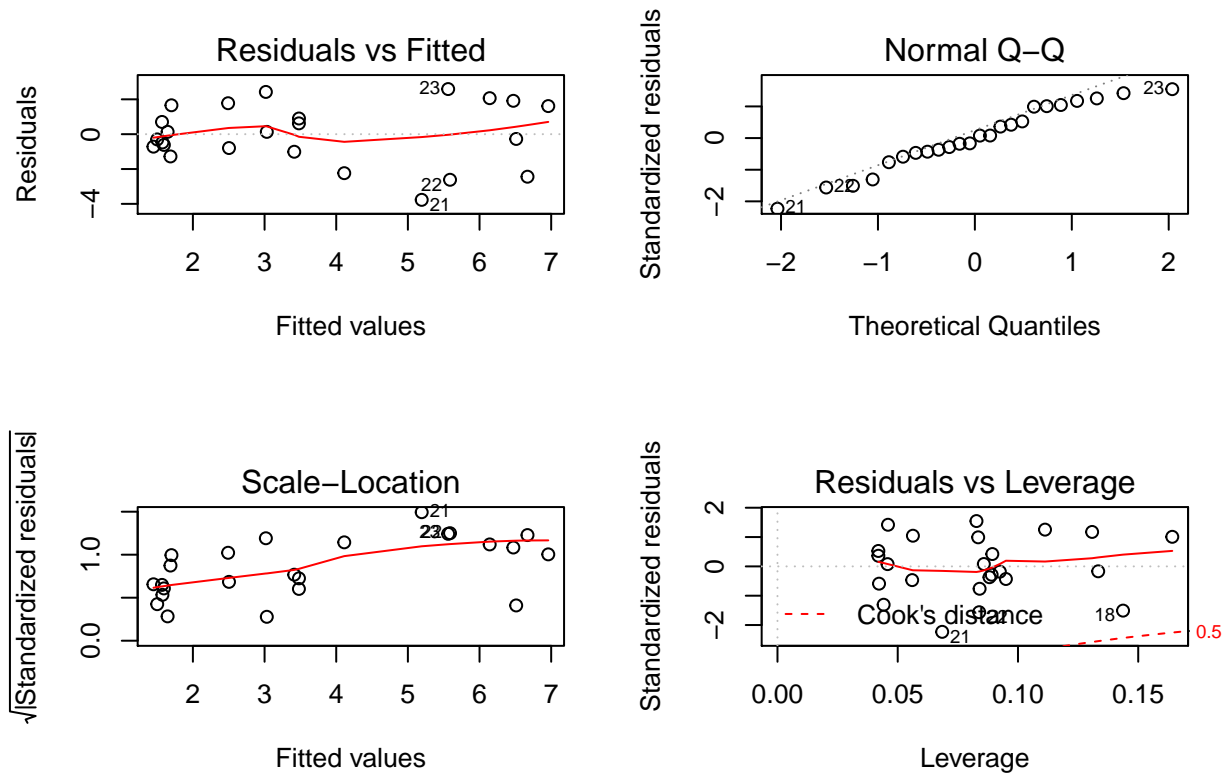 Residuals vs Fitted
Residuals
0
−4
23
22
21
2 3 4 5 6 7
Fitted values
Normal Q−Q
Standardized residuals
0
−2
21
22
23
−2 −1 0 1 2
Theoretical Quantiles
Scale−Location
√|Standardized residuals|
1.0
0.0
21
23
22
2 3 4 5 6 7
Fitted values
Residuals vs Leverage
Standardized residuals
2
0
−2
Cook's distance
22
18
21
0.5
0.00 0.05 0.10 0.15
Leverage